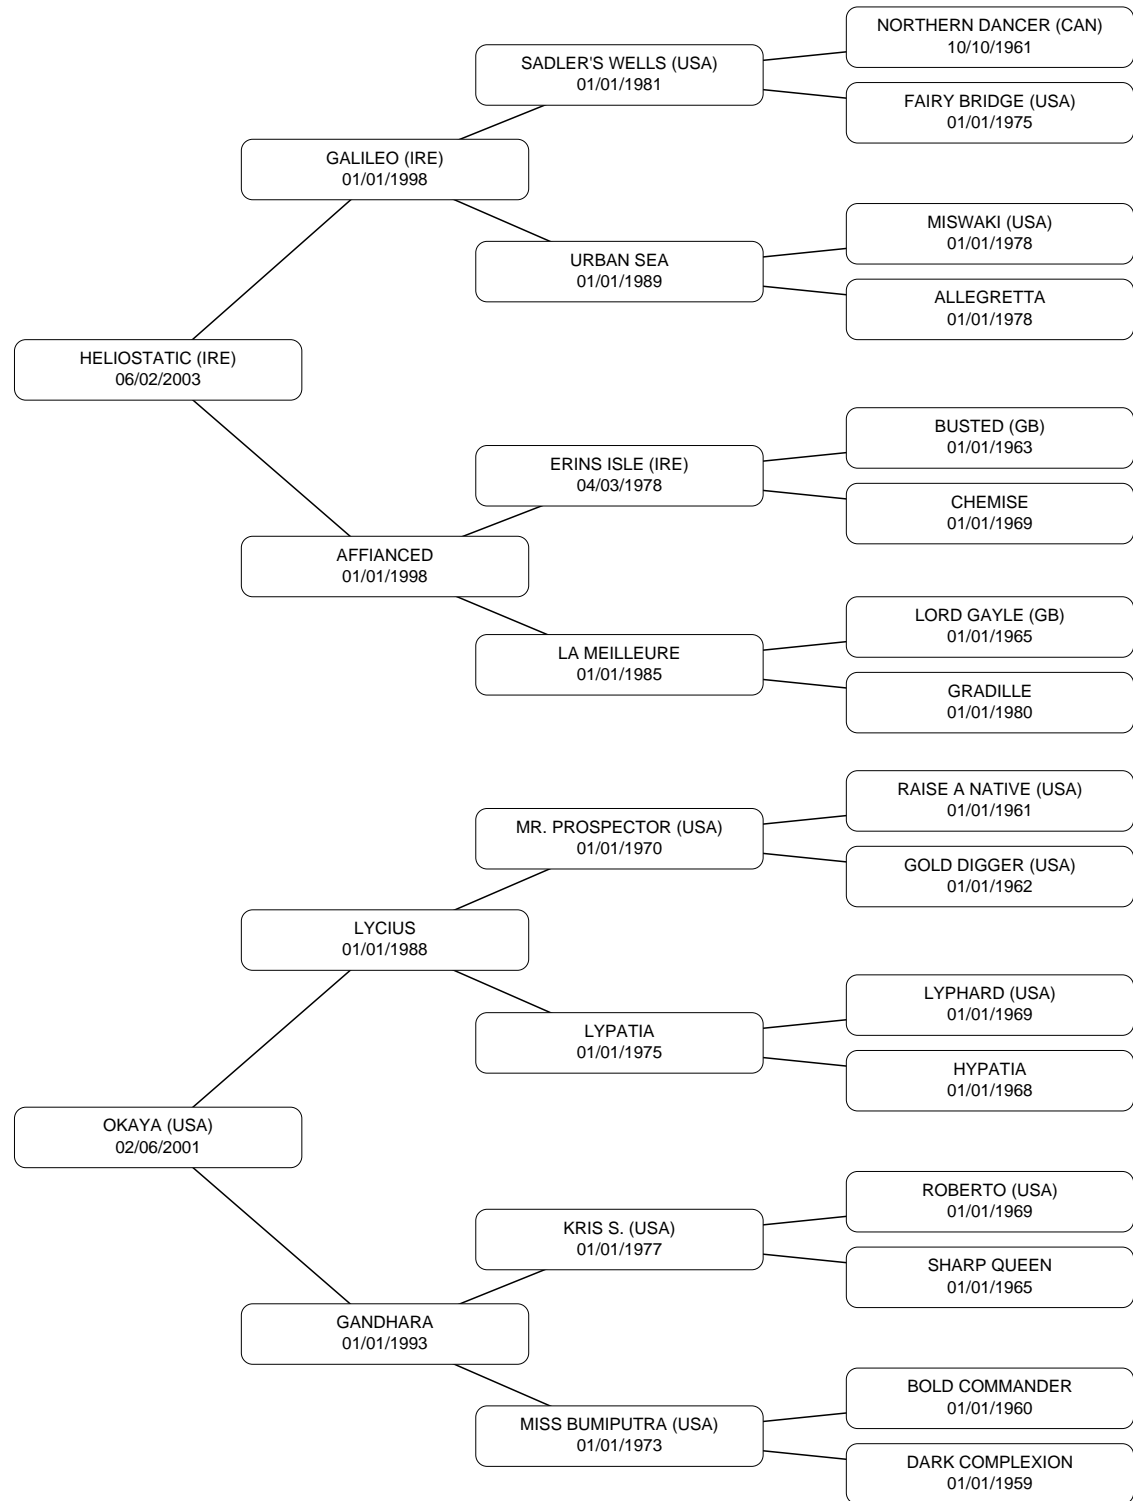 NORTHERN DANCER (CAN)
10/10/1961
SADLER'S WELLS (USA)
01/01/1981
FAIRY BRIDGE (USA)
01/01/1975
GALILEO (IRE)
01/01/1998
MISWAKI (USA)
01/01/1978
URBAN SEA
01/01/1989
ALLEGRETTA
01/01/1978
HELIOSTATIC (IRE)
06/02/2003
BUSTED (GB)
01/01/1963
ERINS ISLE (IRE)
04/03/1978
CHEMISE
01/01/1969
AFFIANCED
01/01/1998
LORD GAYLE (GB)
01/01/1965
LA MEILLEURE
01/01/1985
GRADILLE
01/01/1980
RAISE A NATIVE (USA)
01/01/1961
MR. PROSPECTOR (USA)
01/01/1970
GOLD DIGGER (USA)
01/01/1962
LYCIUS
01/01/1988
LYPHARD (USA)
01/01/1969
LYPATIA
01/01/1975
HYPATIA
01/01/1968
OKAYA (USA)
02/06/2001
ROBERTO (USA)
01/01/1969
KRIS S. (USA)
01/01/1977
SHARP QUEEN
01/01/1965
GANDHARA
01/01/1993
BOLD COMMANDER
01/01/1960
MISS BUMIPUTRA (USA)
01/01/1973
DARK COMPLEXION
01/01/1959